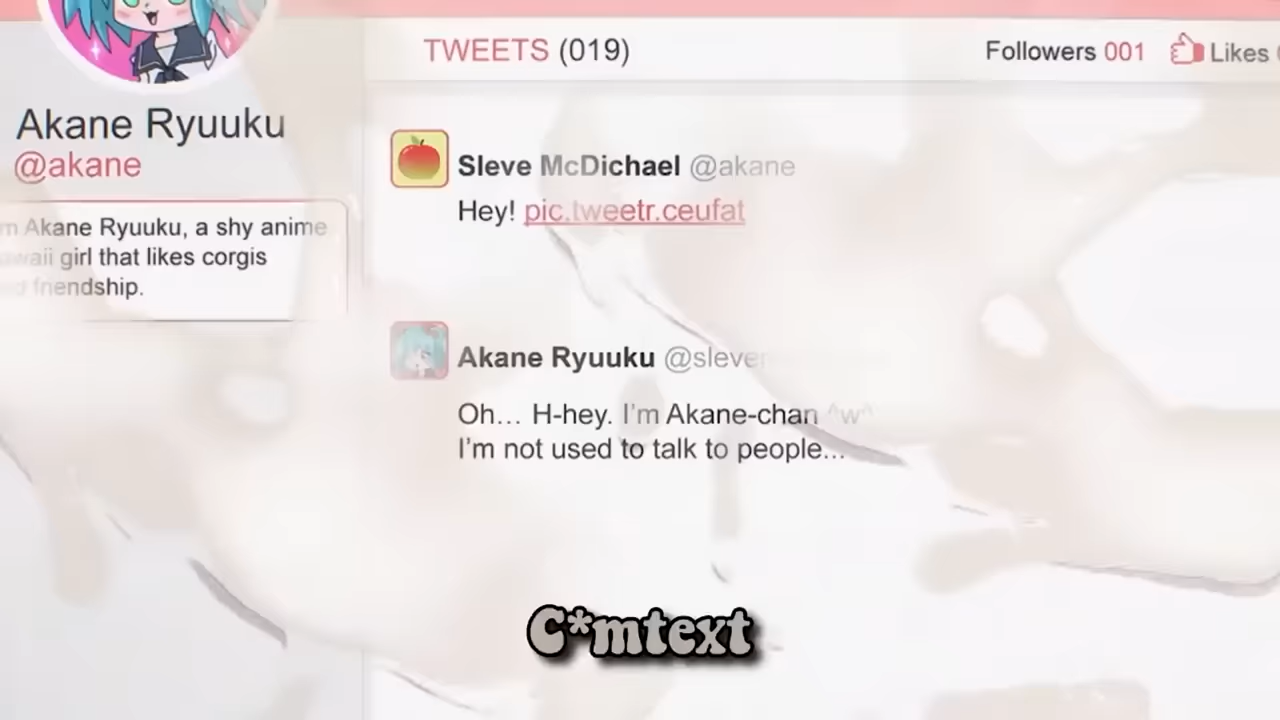 TWEETS (019)
Followers 001
Likes
Akane Ryuuku
@akane
Akane Ryuuku, a shy anime
girl that likes corgis
friendship.
Sleve McDichael @akane
Hey! pic.tweetr.ceufat
Akane Ryuuku
Oh... H-hey. I'm Akane-chan ^w^
I'm not used to talk to people...
C*mtext